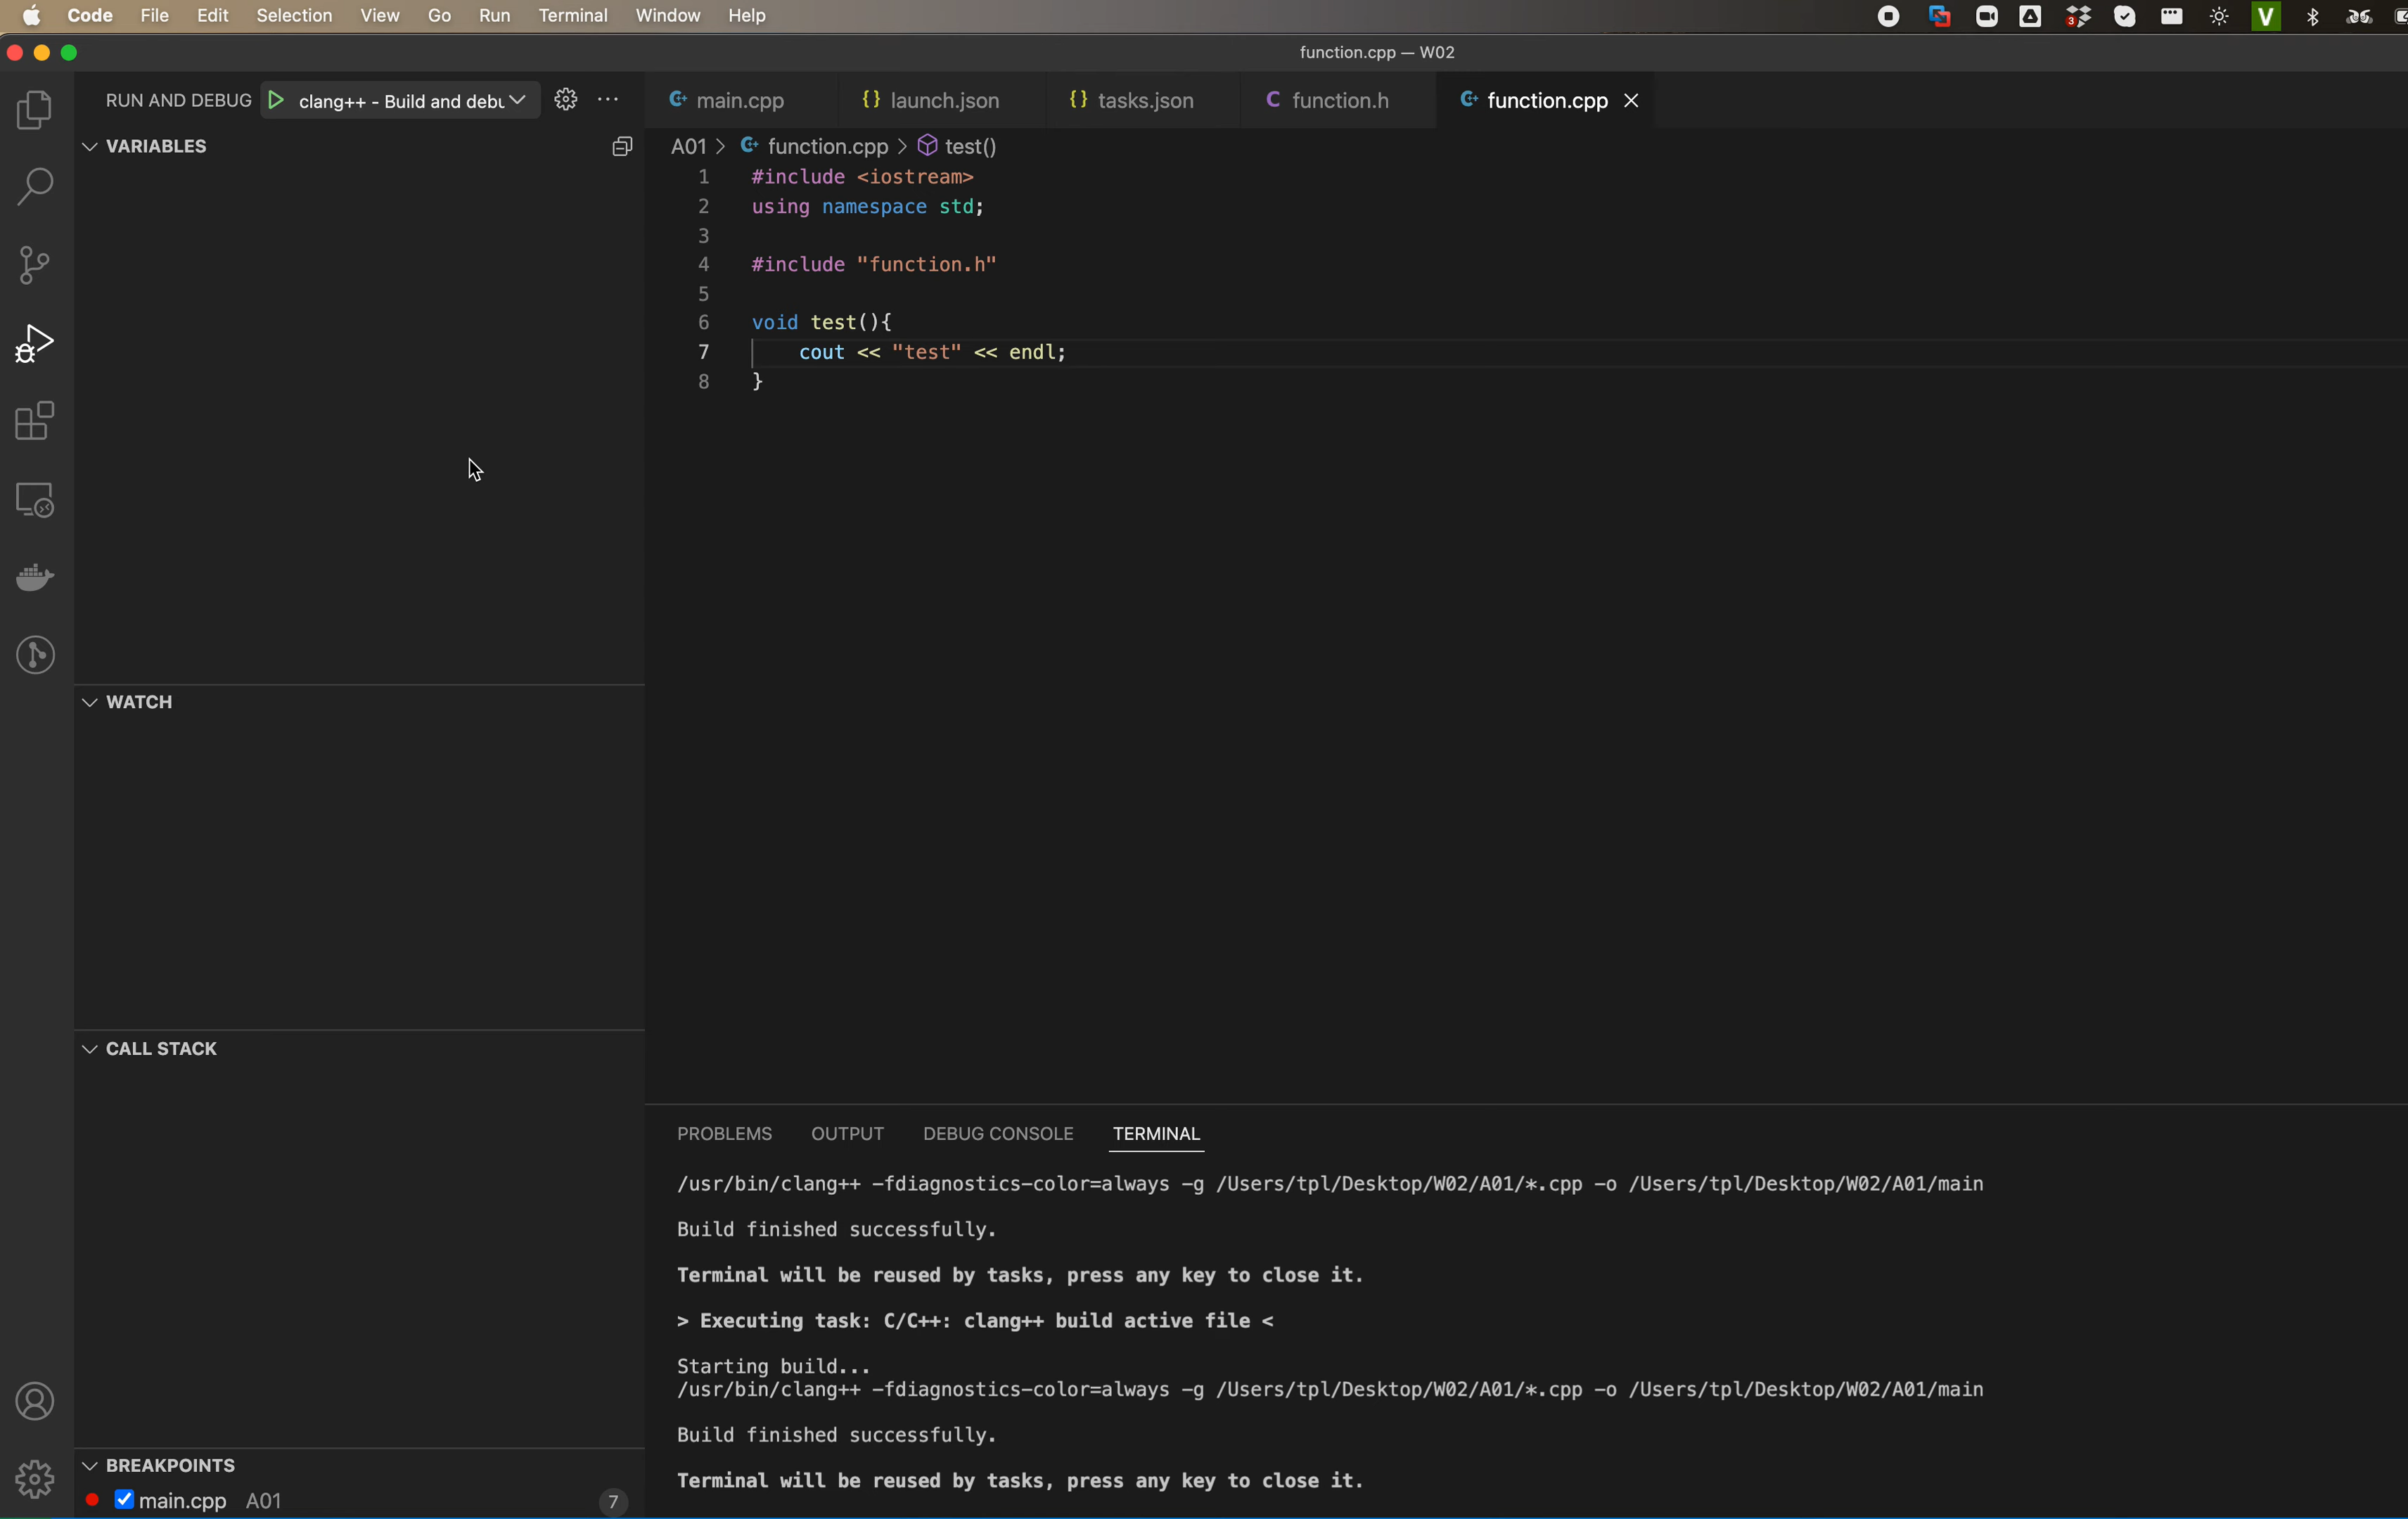 Code File Edit Selection View Go Run Terminal Window Help
3 V
function.cpp — W02
RUN AND DEBUG clang++ - Build and debu
main.cpp {} launch.json {} tasks.json C function.h function.cpp
VARIABLES
A01 > function.cpp > test()
1 #include <iostream>
2 using namespace std;
3
4 #include "function.h"
5
6 void test(){
7     cout << "test" << endl;
8 }
WATCH
CALL STACK
BREAKPOINTS
main.cpp A01 7
PROBLEMS OUTPUT DEBUG CONSOLE TERMINAL
/usr/bin/clang++ -fdiagnostics-color=always -g /Users/tpl/Desktop/W02/A01/*.cpp -o /Users/tpl/Desktop/W02/A01/main
Build finished successfully.
Terminal will be reused by tasks, press any key to close it.
> Executing task: C/C++: clang++ build active file <
Starting build...
/usr/bin/clang++ -fdiagnostics-color=always -g /Users/tpl/Desktop/W02/A01/*.cpp -o /Users/tpl/Desktop/W02/A01/main
Build finished successfully.
Terminal will be reused by tasks, press any key to close it.